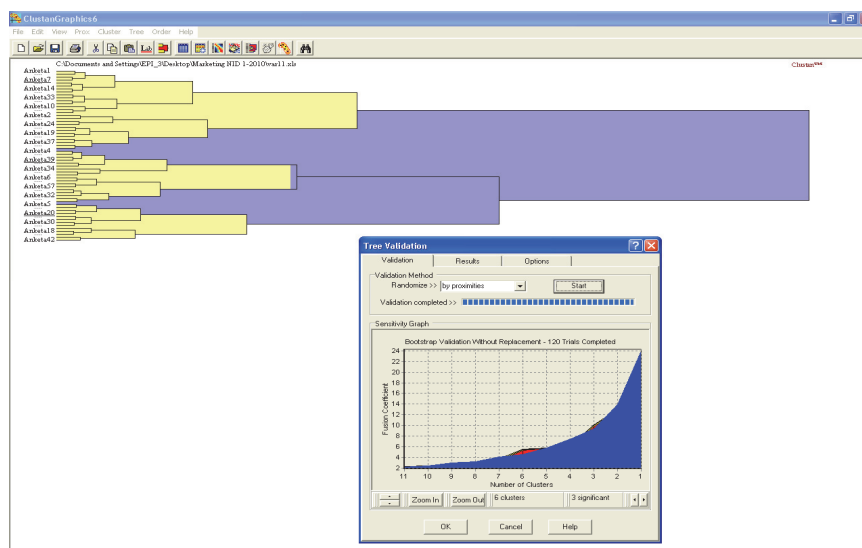 ClustanGraphics6
File Edit View Prox Cluster Tree Order Help
C:\Documents and Settings\EPI_3\Desktop\Marketing NID 1-2010\var11.xls
Anketa1
Anketa7
Anketa14
Anketa33
Anketa10
Anketa2
Anketa24
Anketa19
Anketa37
Anketa4
Anketa39
Anketa34
Anketa6
Anketa57
Anketa32
Anketa5
Anketa20
Anketa30
Anketa18
Anketa42
Tree Validation
Validation Results Options
Validation Method
Randomize >> by proximities Start
Validation completed >>
Sensitivity Graph
Bootstrap Validation Without Replacement - 120 Trials Completed
Fusion Coefficient
24
22
20
18
16
14
12
10
8
6
4
2
11 10 9 8 7 6 5 4 3 2 1
Number of Clusters
Zoom In Zoom Out 6 clusters 3 significant
OK Cancel Help